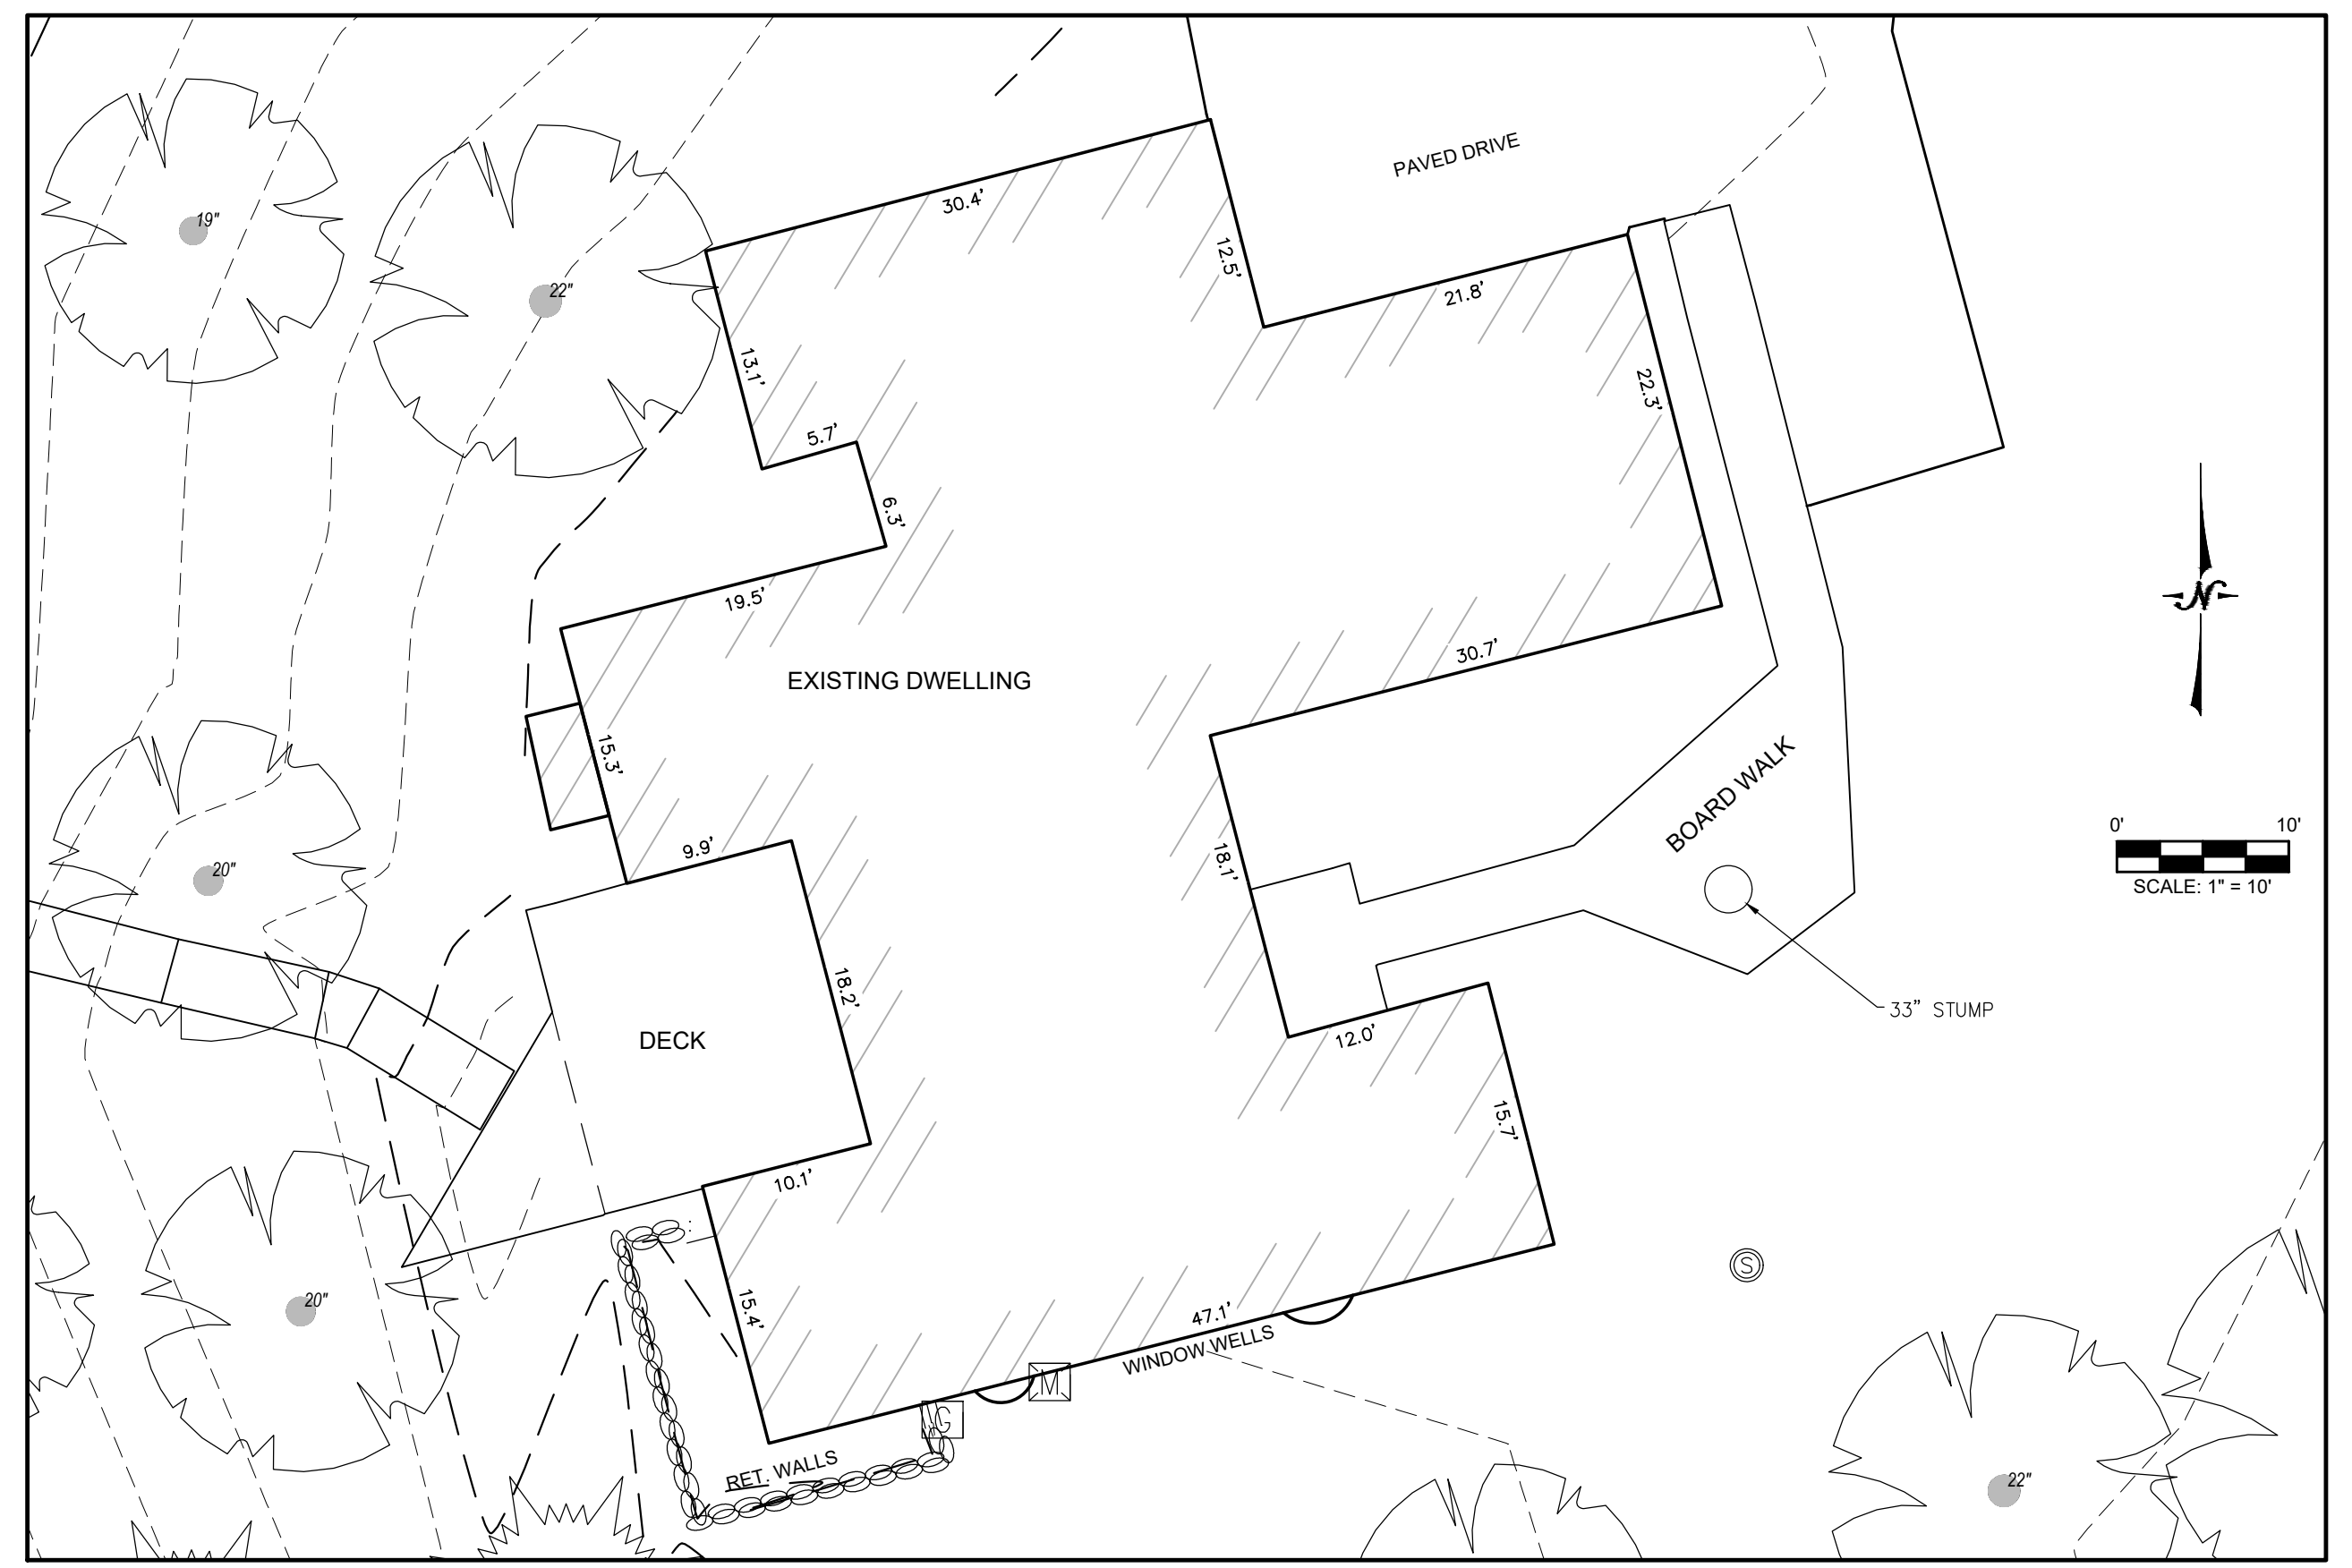 PAVED DRIVE
30.4’
19"
12.5’
22"
21.8’
13.1’
22.3’
5.7’
6.3’
19.5’
N
30.7’
EXISTING DWELLING
15.3’
BOARD WALK
0' 10'
9.9’
18.1’
20"
SCALE: 1" = 10'
18.2’
33” STUMP
DECK
12.0’
15.7’
10.1’
S
20"
15.4’
47.1’
WINDOW WELLS
M
G
RET. WALLS
22"